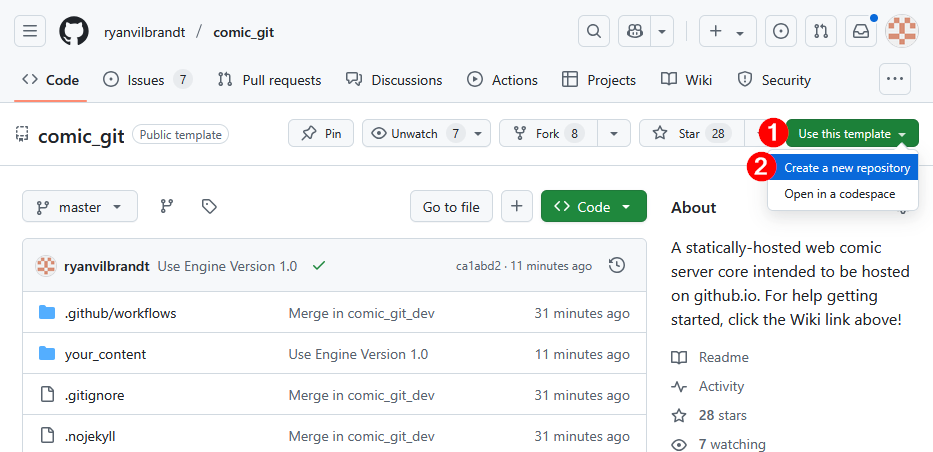 ryanvilbrandt / comic_git
Code Issues 7 Pull requests Discussions Actions Projects Wiki Security ...
comic_git Public template Pin Unwatch 7 Fork 8 Star 28 1 Use this template
2 Create a new repository
Open in a codespace
master Go to file + Code About
ryanvilbrandt Use Engine Version 1.0 ca1abd2 · 11 minutes ago
A statically-hosted web comic
server core intended to be hosted
on github.io. For help getting
started, click the Wiki link above!
.github/workflows Merge in comic_git_dev 31 minutes ago
your_content Use Engine Version 1.0 11 minutes ago
.gitignore Merge in comic_git_dev 31 minutes ago
.nojekyll Merge in comic_git_dev 31 minutes ago
Readme
Activity
28 stars
7 watching